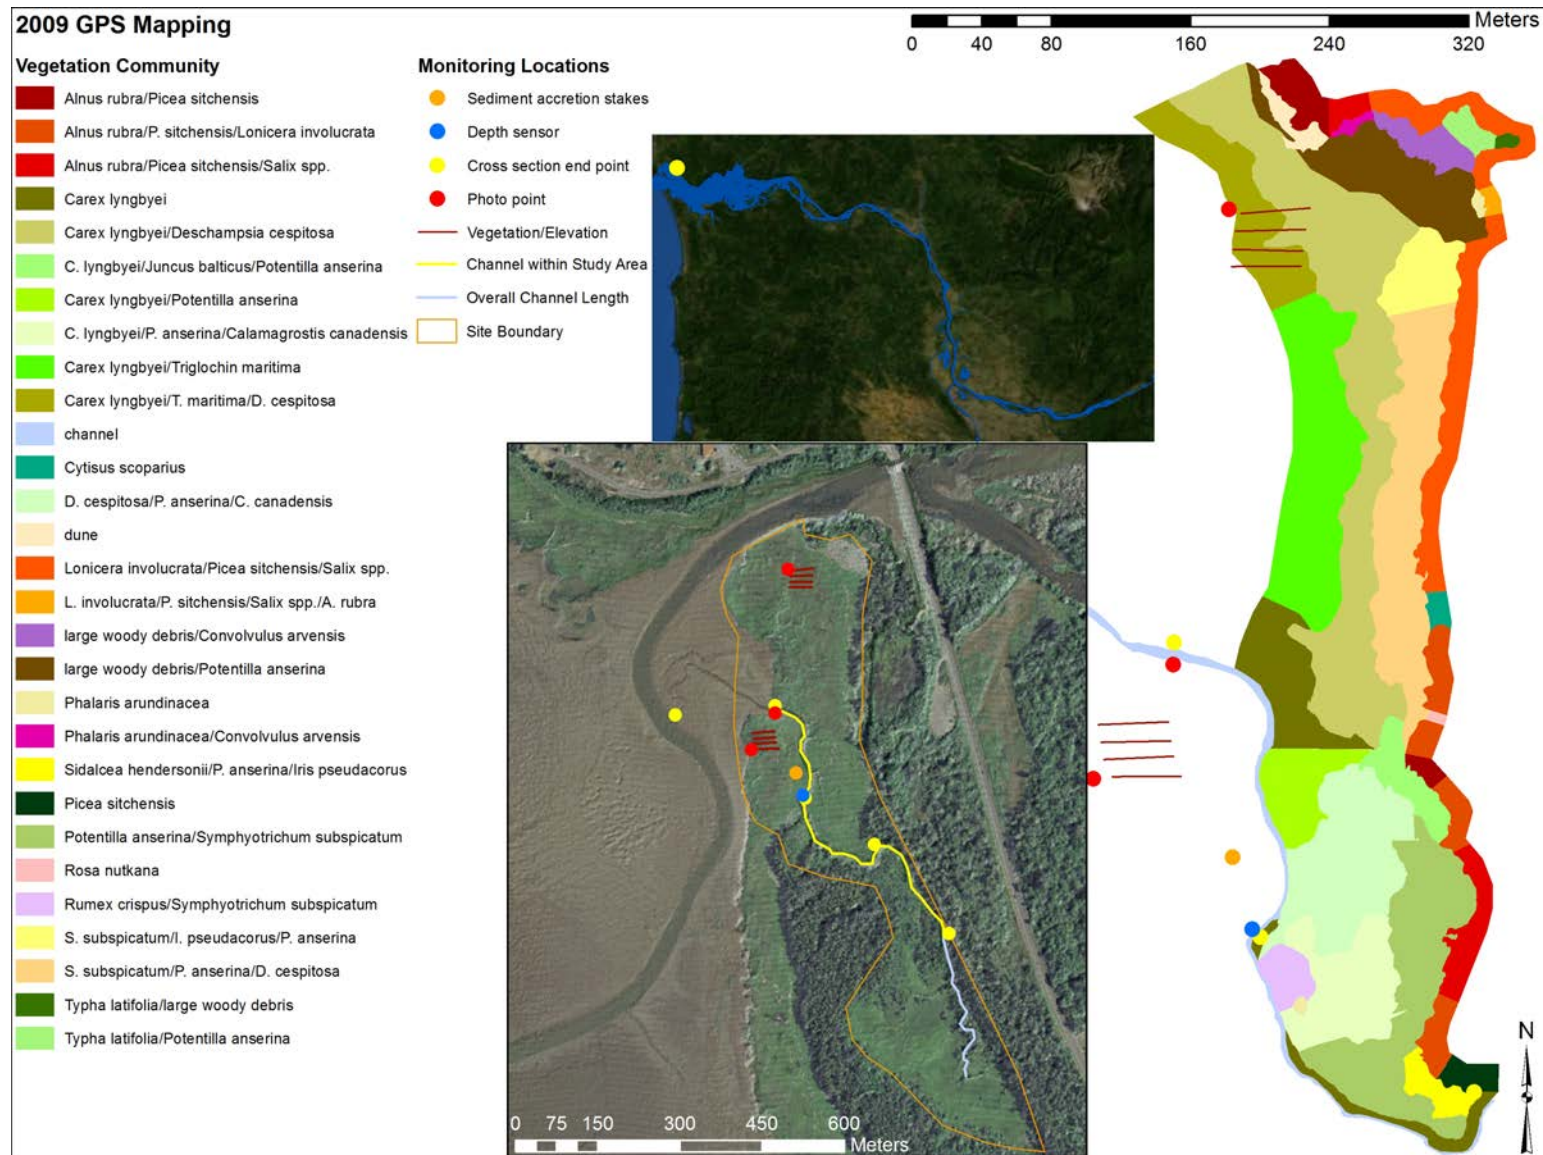 2009 GPS Mapping
Vegetation Community
Alnus rubra/Picea sitchensis
Alnus rubra/P. sitchensis/Lonicera involucrata
Alnus rubra/Picea sitchensis/Salix spp.
Carex lyngbyei
Carex lyngbyei/Deschampsia cespitosa
C. lyngbyei/Juncus balticus/Potentilla anserina
Carex lyngbyei/Potentilla anserina
C. lyngbyei/P. anserina/Calamagrostis canadensis
Carex lyngbyei/Triglochin maritima
Carex lyngbyei/T. maritima/D. cespitosa
channel
Cytisus scoparius
D. cespitosa/P. anserina/C. canadensis
dune
Lonicera involucrata/Picea sitchensis/Salix spp.
L. involucrata/P. sitchensis/Salix spp./A. rubra
large woody debris/Convolvulus arvensis
large woody debris/Potentilla anserina
Phalaris arundinacea
Phalaris arundinacea/Convolvulus arvensis
Sidalcea hendersonii/P. anserina/Iris pseudacorus
Picea sitchensis
Potentilla anserina/Symphyotrichum subspicatum
Rosa nutkana
Rumex crispus/Symphyotrichum subspicatum
S. subspicatum/I. pseudacorus/P. anserina
S. subspicatum/P. anserina/D. cespitosa
Typha latifolia/large woody debris
Typha latifolia/Potentilla anserina
Monitoring Locations
Sediment accretion stakes
Depth sensor
Cross section end point
Photo point
Vegetation/Elevation
Channel within Study Area
Overall Channel Length
Site Boundary
Meters
0 40 80 160 240 320
0 75 150 300 450 600
Meters
N